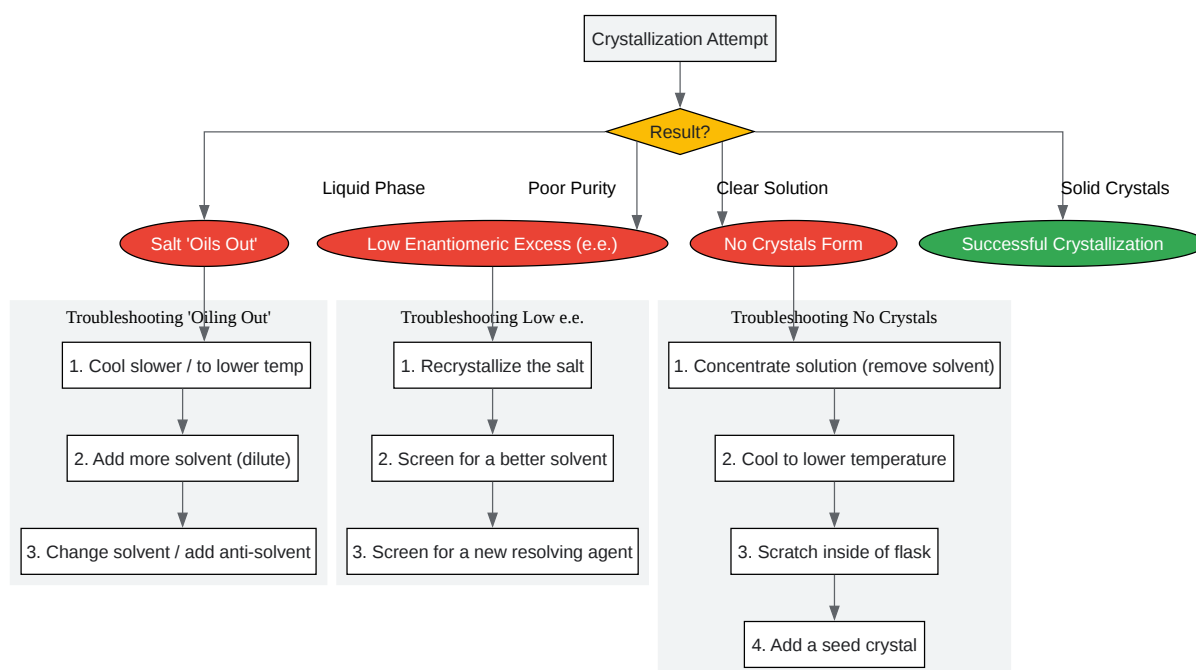 Crystallization Attempt
Result?
Liquid Phase
Poor Purity
Clear Solution
Solid Crystals
Salt 'Oils Out'
Low Enantiomeric Excess (e.e.)
No Crystals Form
Successful Crystallization
Troubleshooting 'Oiling Out'
1. Cool slower / to lower temp
2. Add more solvent (dilute)
3. Change solvent / add anti-solvent
Troubleshooting Low e.e.
1. Recrystallize the salt
2. Screen for a better solvent
3. Screen for a new resolving agent
Troubleshooting No Crystals
1. Concentrate solution (remove solvent)
2. Cool to lower temperature
3. Scratch inside of flask
4. Add a seed crystal